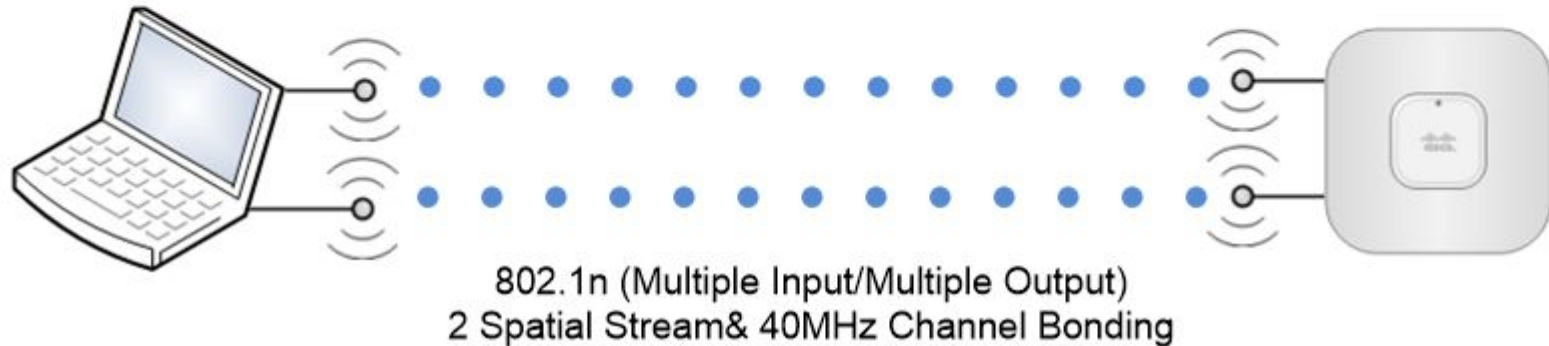 802.1n (Multiple Input/Multiple Output)
2 Spatial Stream& 40MHz Channel Bonding